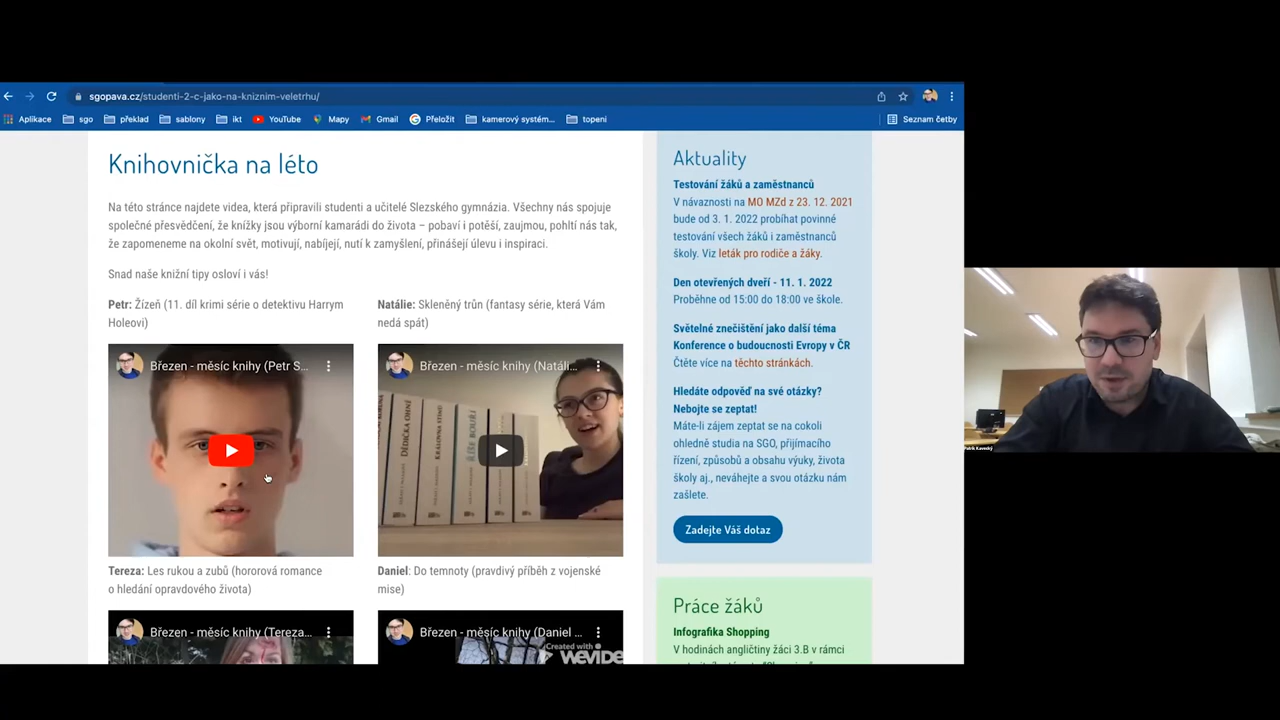 sgopava.cz/studenti-2-c-jako-na-kniznim-veletrhu/
Aplikace sgo překlad sablony ikt YouTube Mapy Gmail Přeložit kamerový systém... topeni Seznam četby
Knihovnička na léto
Na této stránce najdete videa, která připravili studenti a učitelé Slezského gymnázia. Všechny nás spojuje
společné přesvědčení, že knížky jsou výborní kamarádi do života – pobaví i potěší, zaujmou, pohltí nás tak,
že zapomeneme na okolní svět, motivují, nabíjejí, nutí k zamyšlení, přinášejí úlevu i inspiraci.
Snad naše knižní tipy osloví i vás!
Petr: Žízeň (11. díl krimi série o detektivu Harrym
Holeovi)
Natálie: Skleněný trůn (fantasy série, která Vám
nedá spát)
Březen - měsíc knihy (Petr S...
Březen - měsíc knihy (Natáli...
DĚDIČKA OHNĚ
KRÁLOVNA STÍNŮ
ŘÍŠE BOUŘÍ
Tereza: Les rukou a zubů (hororová romance
o hledání opravdového života)
Daniel: Do temnoty (pravdivý příběh z vojenské
mise)
Březen - měsíc knihy (Tereza...
Březen - měsíc knihy (Daniel ...
Created with
WeVide
Aktuality
Testování žáků a zaměstnanců
V návaznosti na MO MZd z 23. 12. 2021
bude od 3. 1. 2022 probíhat povinné
testování všech žáků i zaměstnanců
školy. Viz leták pro rodiče a žáky.
Den otevřených dveří - 11. 1. 2022
Proběhne od 15:00 do 18:00 ve škole.
Světelné znečištění jako další téma
Konference o budoucnosti Evropy v ČR
Čtěte více na těchto stránkách.
Hledáte odpověď na své otázky?
Nebojte se zeptat!
Máte-li zájem zeptat se na cokoli
ohledně studia na SGO, přijímacího
řízení, způsobů a obsahu výuky, života
školy aj., neváhejte a svou otázku nám
zašlete.
Zadejte Váš dotaz
Práce žáků
Infografika Shopping
V hodinách angličtiny žáci 3.B v rámci